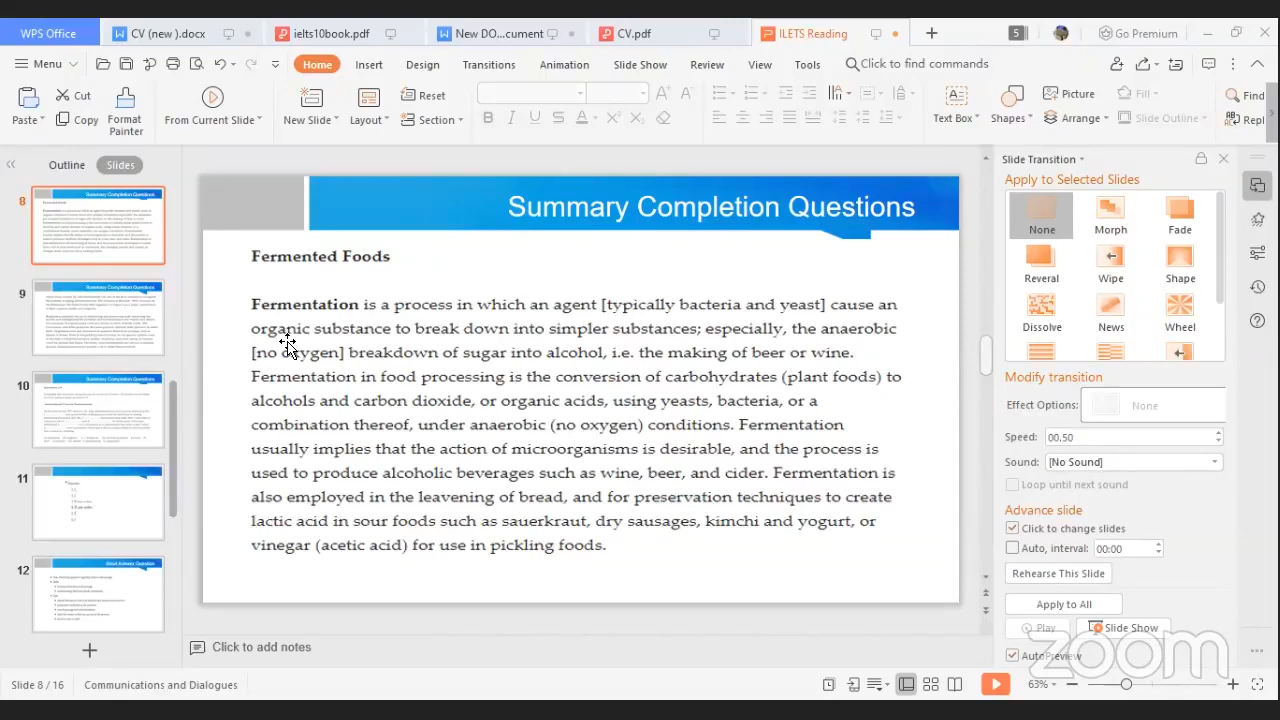 WPS Office
CV (new ).docx
ielts10book.pdf
New DO...cument
CV.pdf
ILETS Reading
5
Go Premium
Menu
Home
Insert
Design
Transitions
Animation
Slide Show
Review
View
Tools
Click to find commands
Paste
Cut
Copy
Format
Painter
From Current Slide
New Slide
Layout
Reset
Section
B I U S A
Text Box
Shapes
Picture
Arrange
Fill
Slide Outline
Find
Repl
Outline
Slides
8
9
10
11
12
Summary Completion Questions
Fermented Foods
Fermentation is a process in which an agent [typically bacteria and yeast] cause an
organic substance to break down into simpler substances; especially, the anaerobic
[no oxygen] breakdown of sugar into alcohol, i.e. the making of beer or wine.
Fermentation in food processing is the conversion of carbohydrates (plant foods) to
alcohols and carbon dioxide, or organic acids, using yeasts, bacteria, or a
combination thereof, under anaerobic (no oxygen) conditions. Fermentation
usually implies that the action of microorganisms is desirable, and the process is
used to produce alcoholic beverages such as wine, beer, and cider. Fermentation is
also employed in the leavening of bread, and for preservation techniques to create
lactic acid in sour foods such as sauerkraut, dry sausages, kimchi and yogurt, or
vinegar (acetic acid) for use in pickling foods.
Click to add notes
Slide Transition
Apply to Selected Slides
None
Morph
Fade
Reveral
Wipe
Shape
Dissolve
News
Wheel
Modify transition
Effect Options:
None
Speed: 00.50
Sound: [No Sound]
Loop until next sound
Advance slide
Click to change slides
Auto, interval: 00:00
Rehearse This Slide
Apply to All
Play
Slide Show
AutoPreview
zoom
Slide 8 / 16
Communications and Dialogues
63%